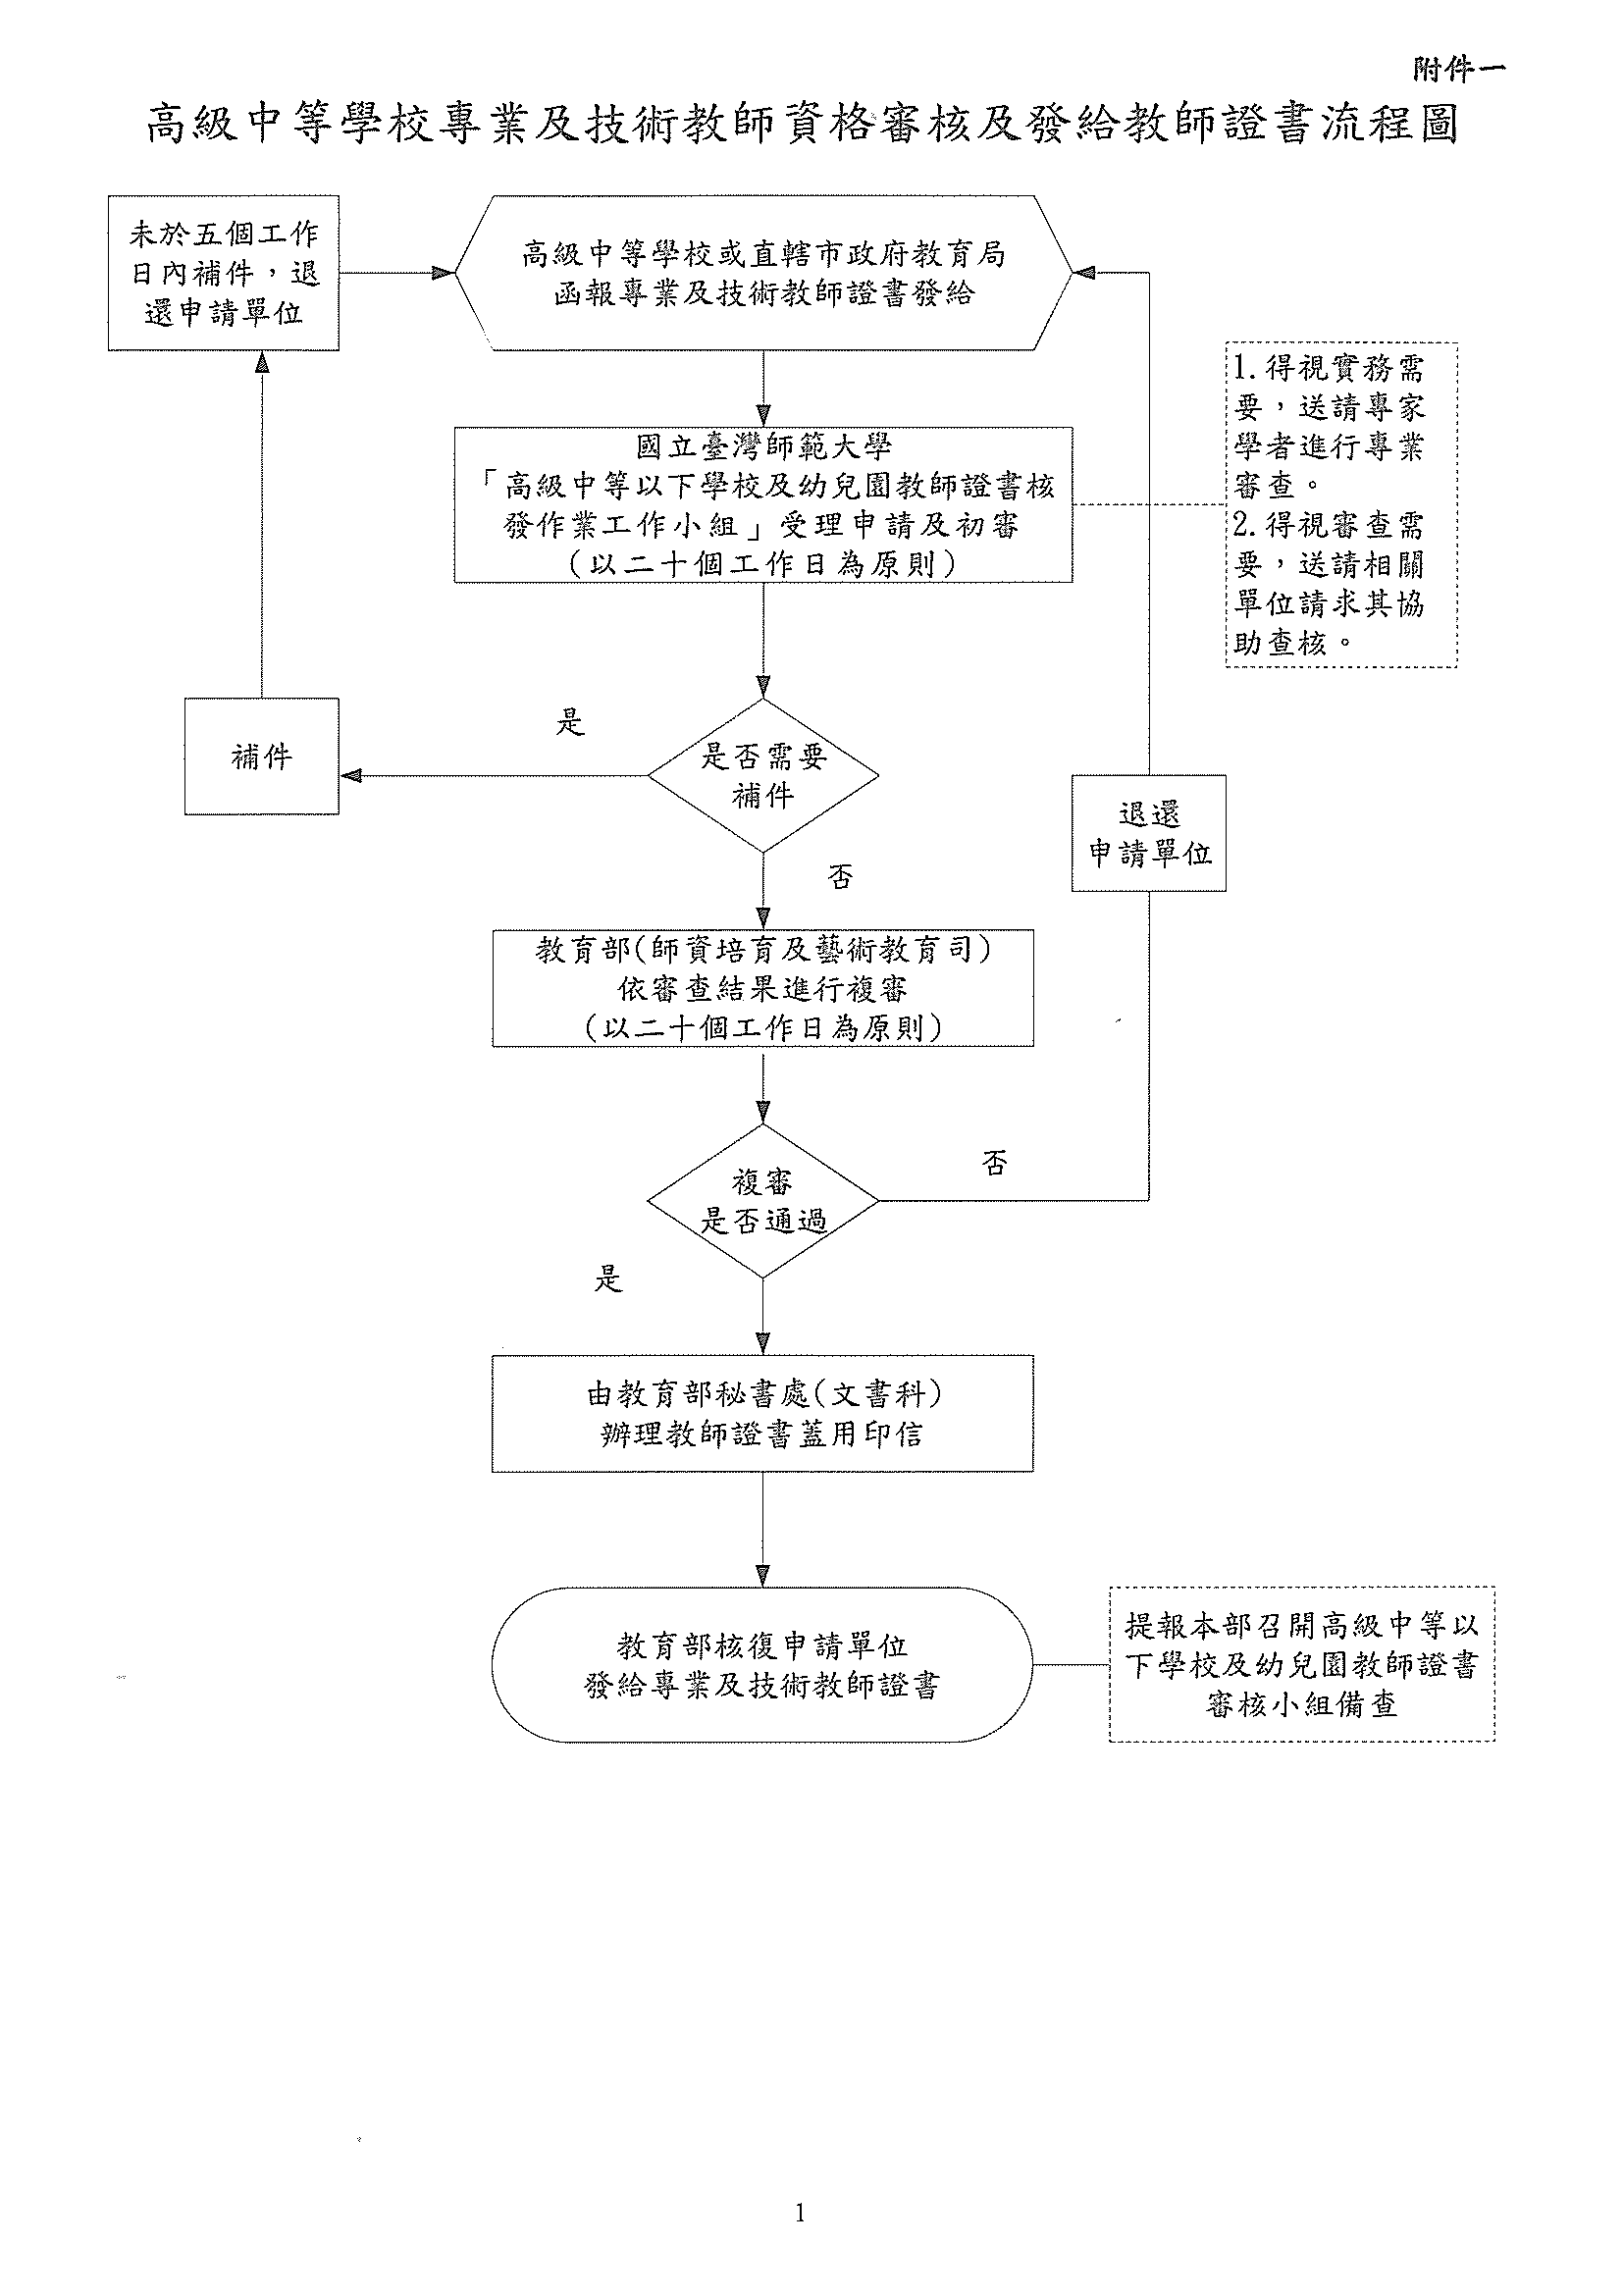 附件一
高級中等學校專業及技術教師資格審核及發給教師證書流程圖
未於五個工作
日內補件，退
還申請單位
高級中等學校或直轄市政府教育局
函報專業及技術教師證書發給
1.得視實務需
要，送請專家
學者進行專業
審查。
2.得視審查需
要，送請相關
單位請求其協
助查核。
國立臺灣師範大學
「高級中等以下學校及幼兒園教師證書核
發作業工作小組」受理申請及初審
(以二十個工作日為原則)
是
補件
是否需要
補件
退還
申請單位
否
教育部(師資培育及藝術教育司)
依審查結果進行複審
(以二十個工作日為原則)
否
複審
是否通過
是
由教育部秘書處(文書科)
辦理教師證書蓋用印信
教育部核復申請單位
發給專業及技術教師證書
提報本部召開高級中等以
下學校及幼兒園教師證書
審核小組備查
1